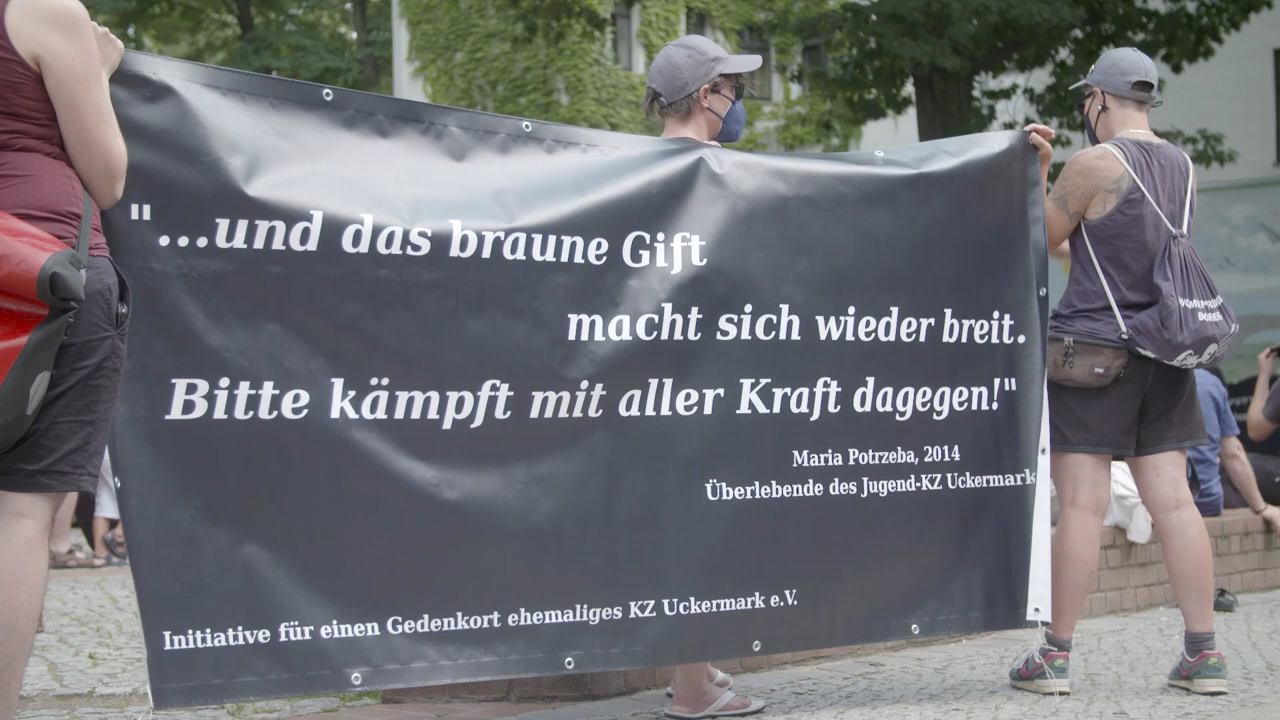 "...und das braune Gift
macht sich wieder breit.
Bitte kämpft mit aller Kraft dagegen!"
Maria Potrzeba, 2014
Überlebende des Jugend-KZ Uckermark
Initiative für einen Gedenkort ehemaliges KZ Uckermark e.V.